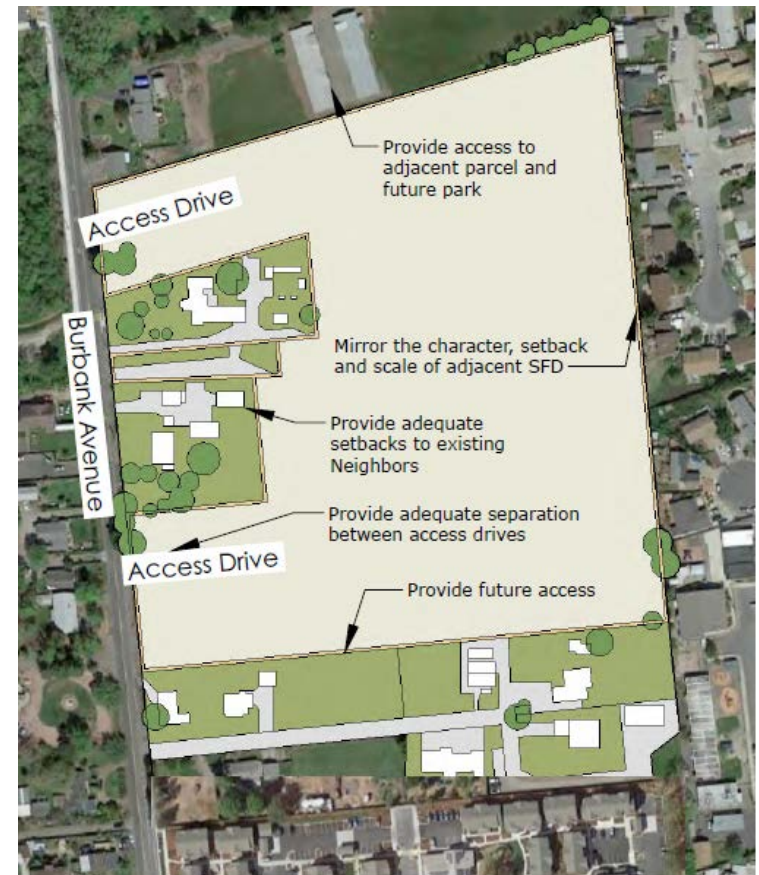 Provide access to
adjacent parcel and
future park
Access Drive
Burbank Avenue
Mirror the character, setback
and scale of adjacent SFD
Provide adequate
setbacks to existing
Neighbors
Provide adequate separation
between access drives
Access Drive
Provide future access